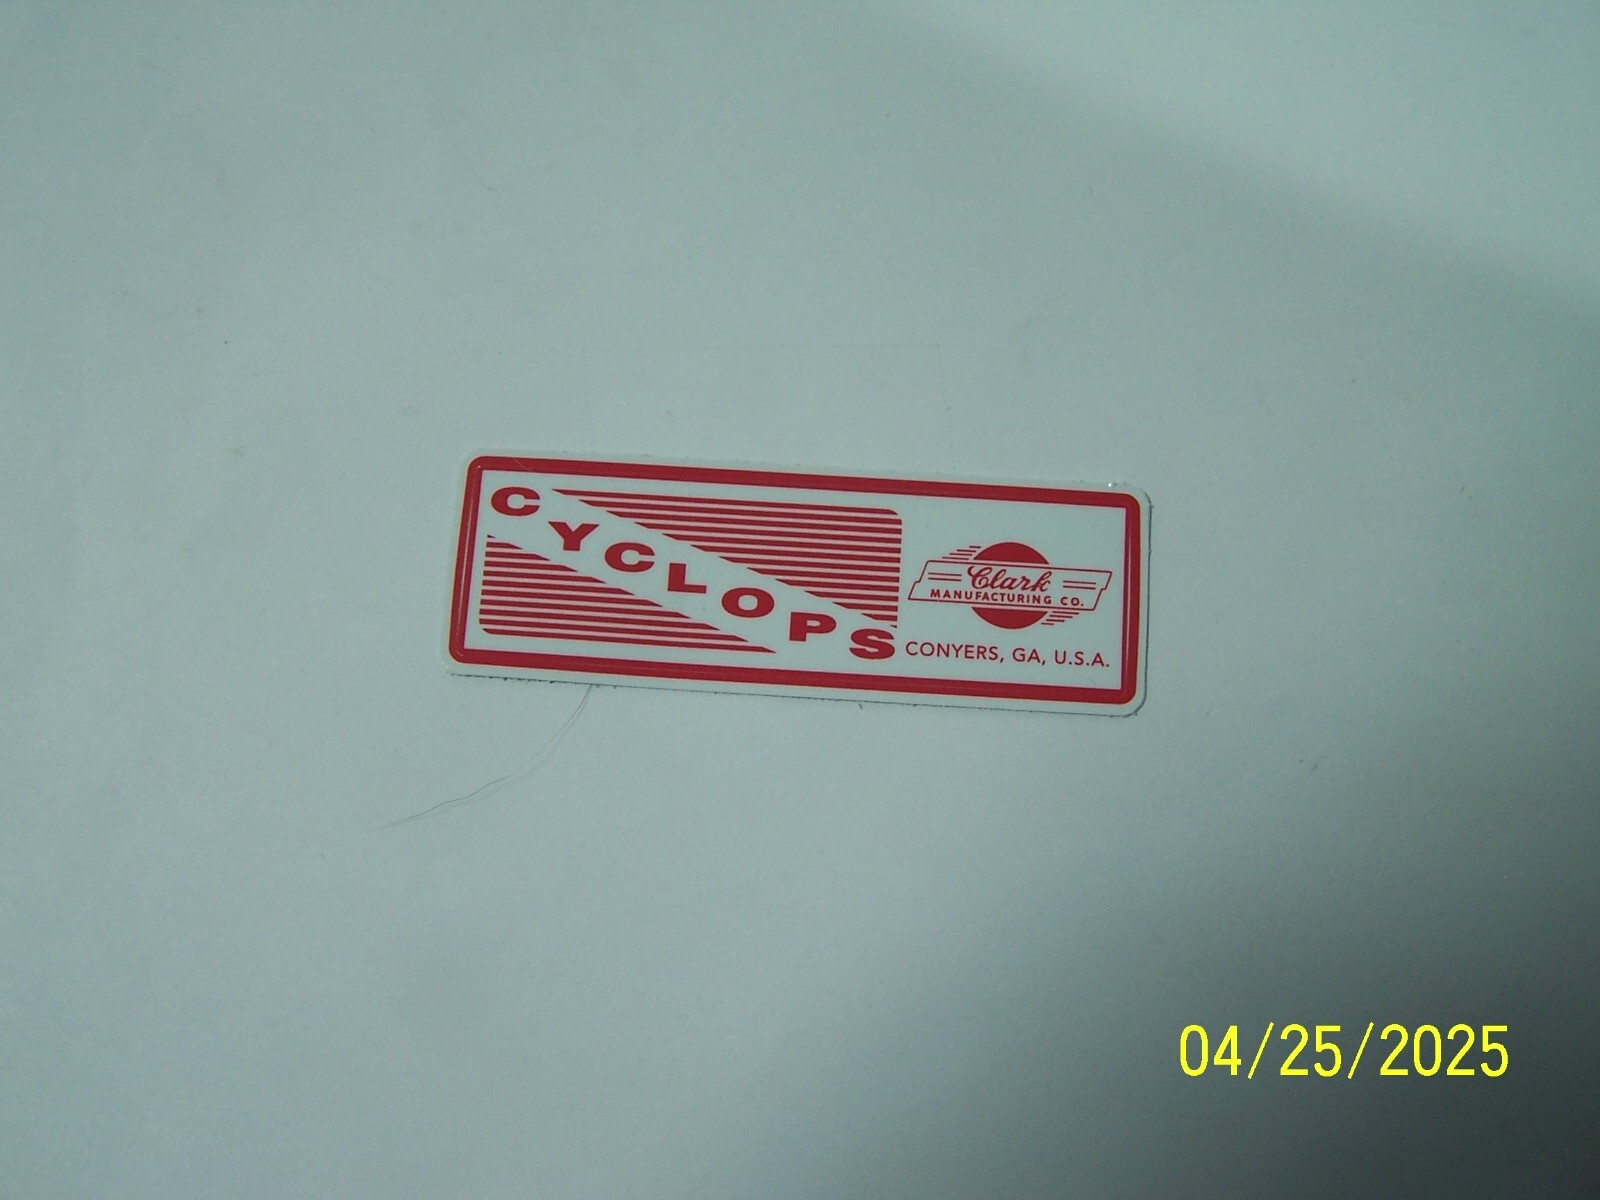 CYCLOPS
Clark
MANUFACTURING CO.
CONYERS, GA, U.S.A.
04/25/2025